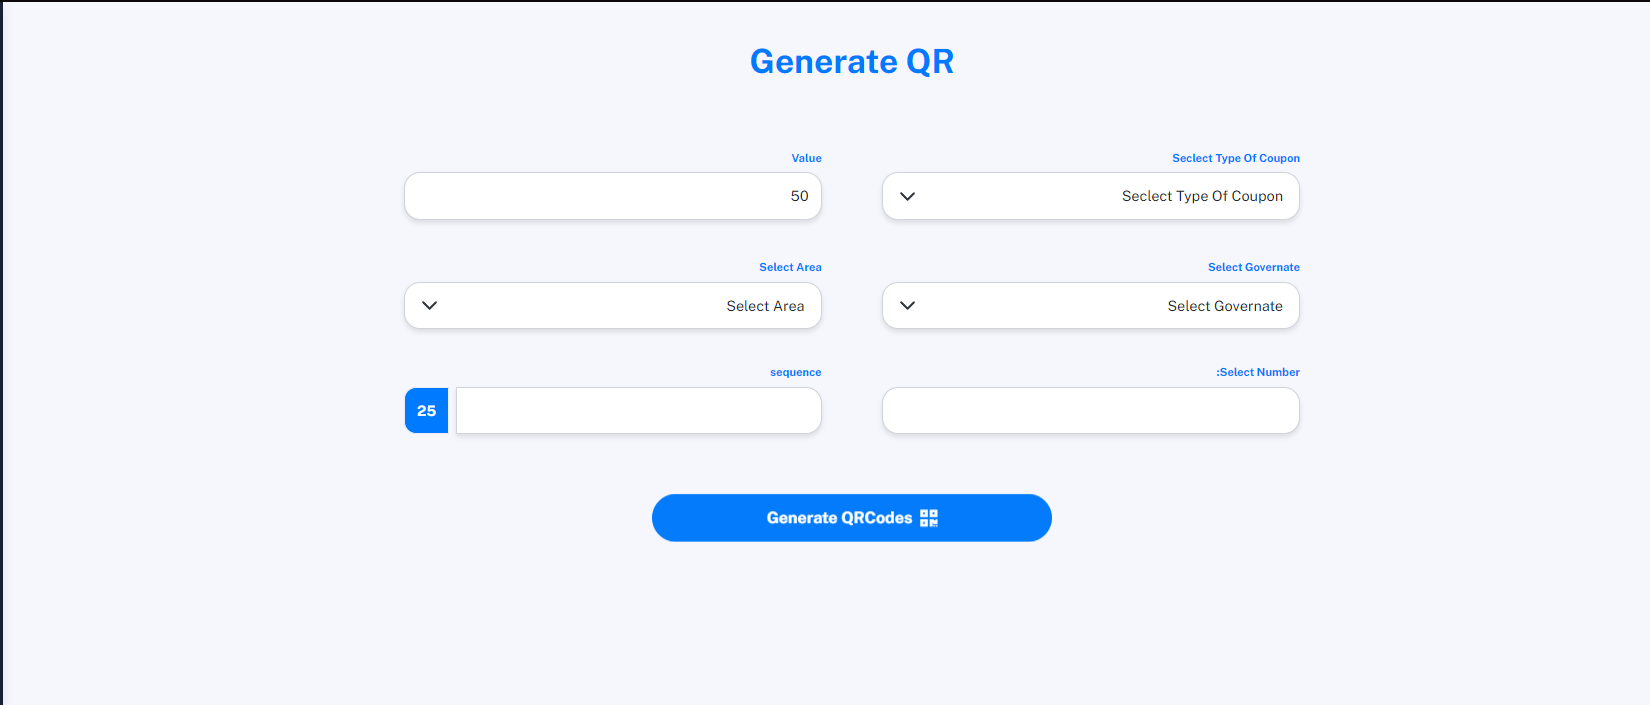 Generate QR
Value
Seclect Type Of Coupon
50
Seclect Type Of Coupon
Select Area
Select Governate
Select Area
Select Governate
sequence
:Select Number
25
Generate QRCodes